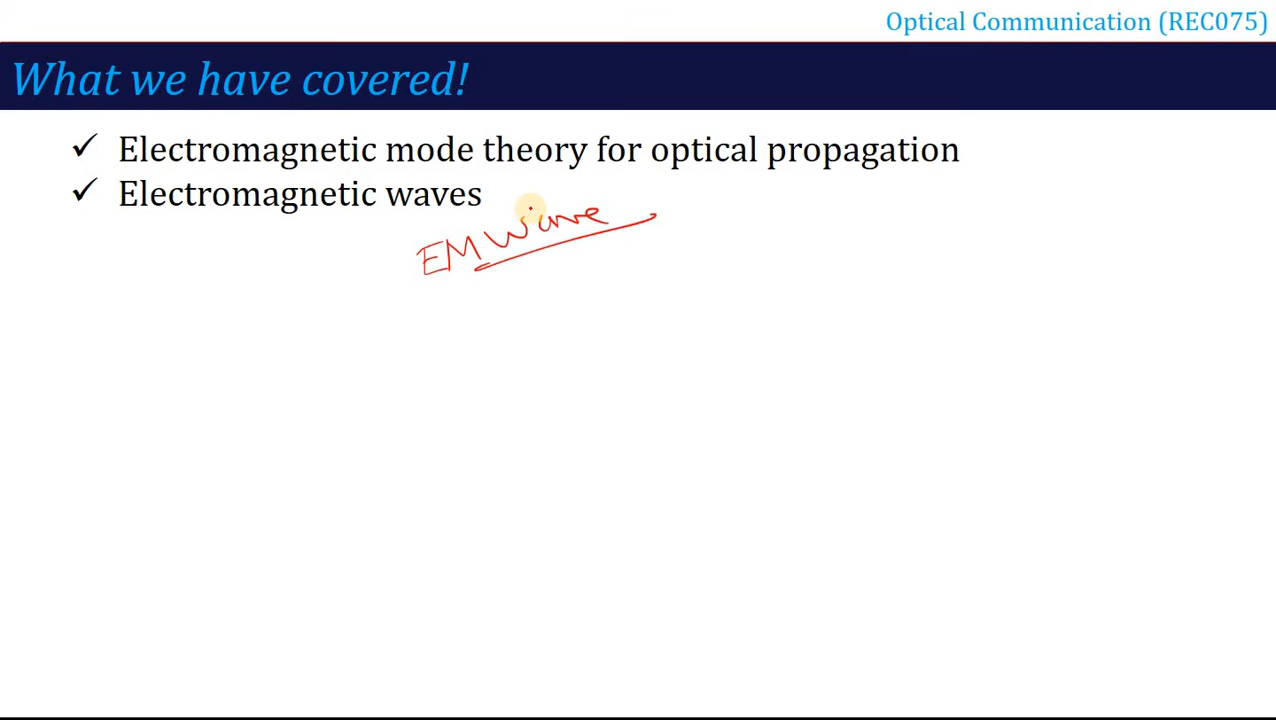 Optical Communication (REC075)
What we have covered!
✓ Electromagnetic mode theory for optical propagation
✓ Electromagnetic waves
EM Wave